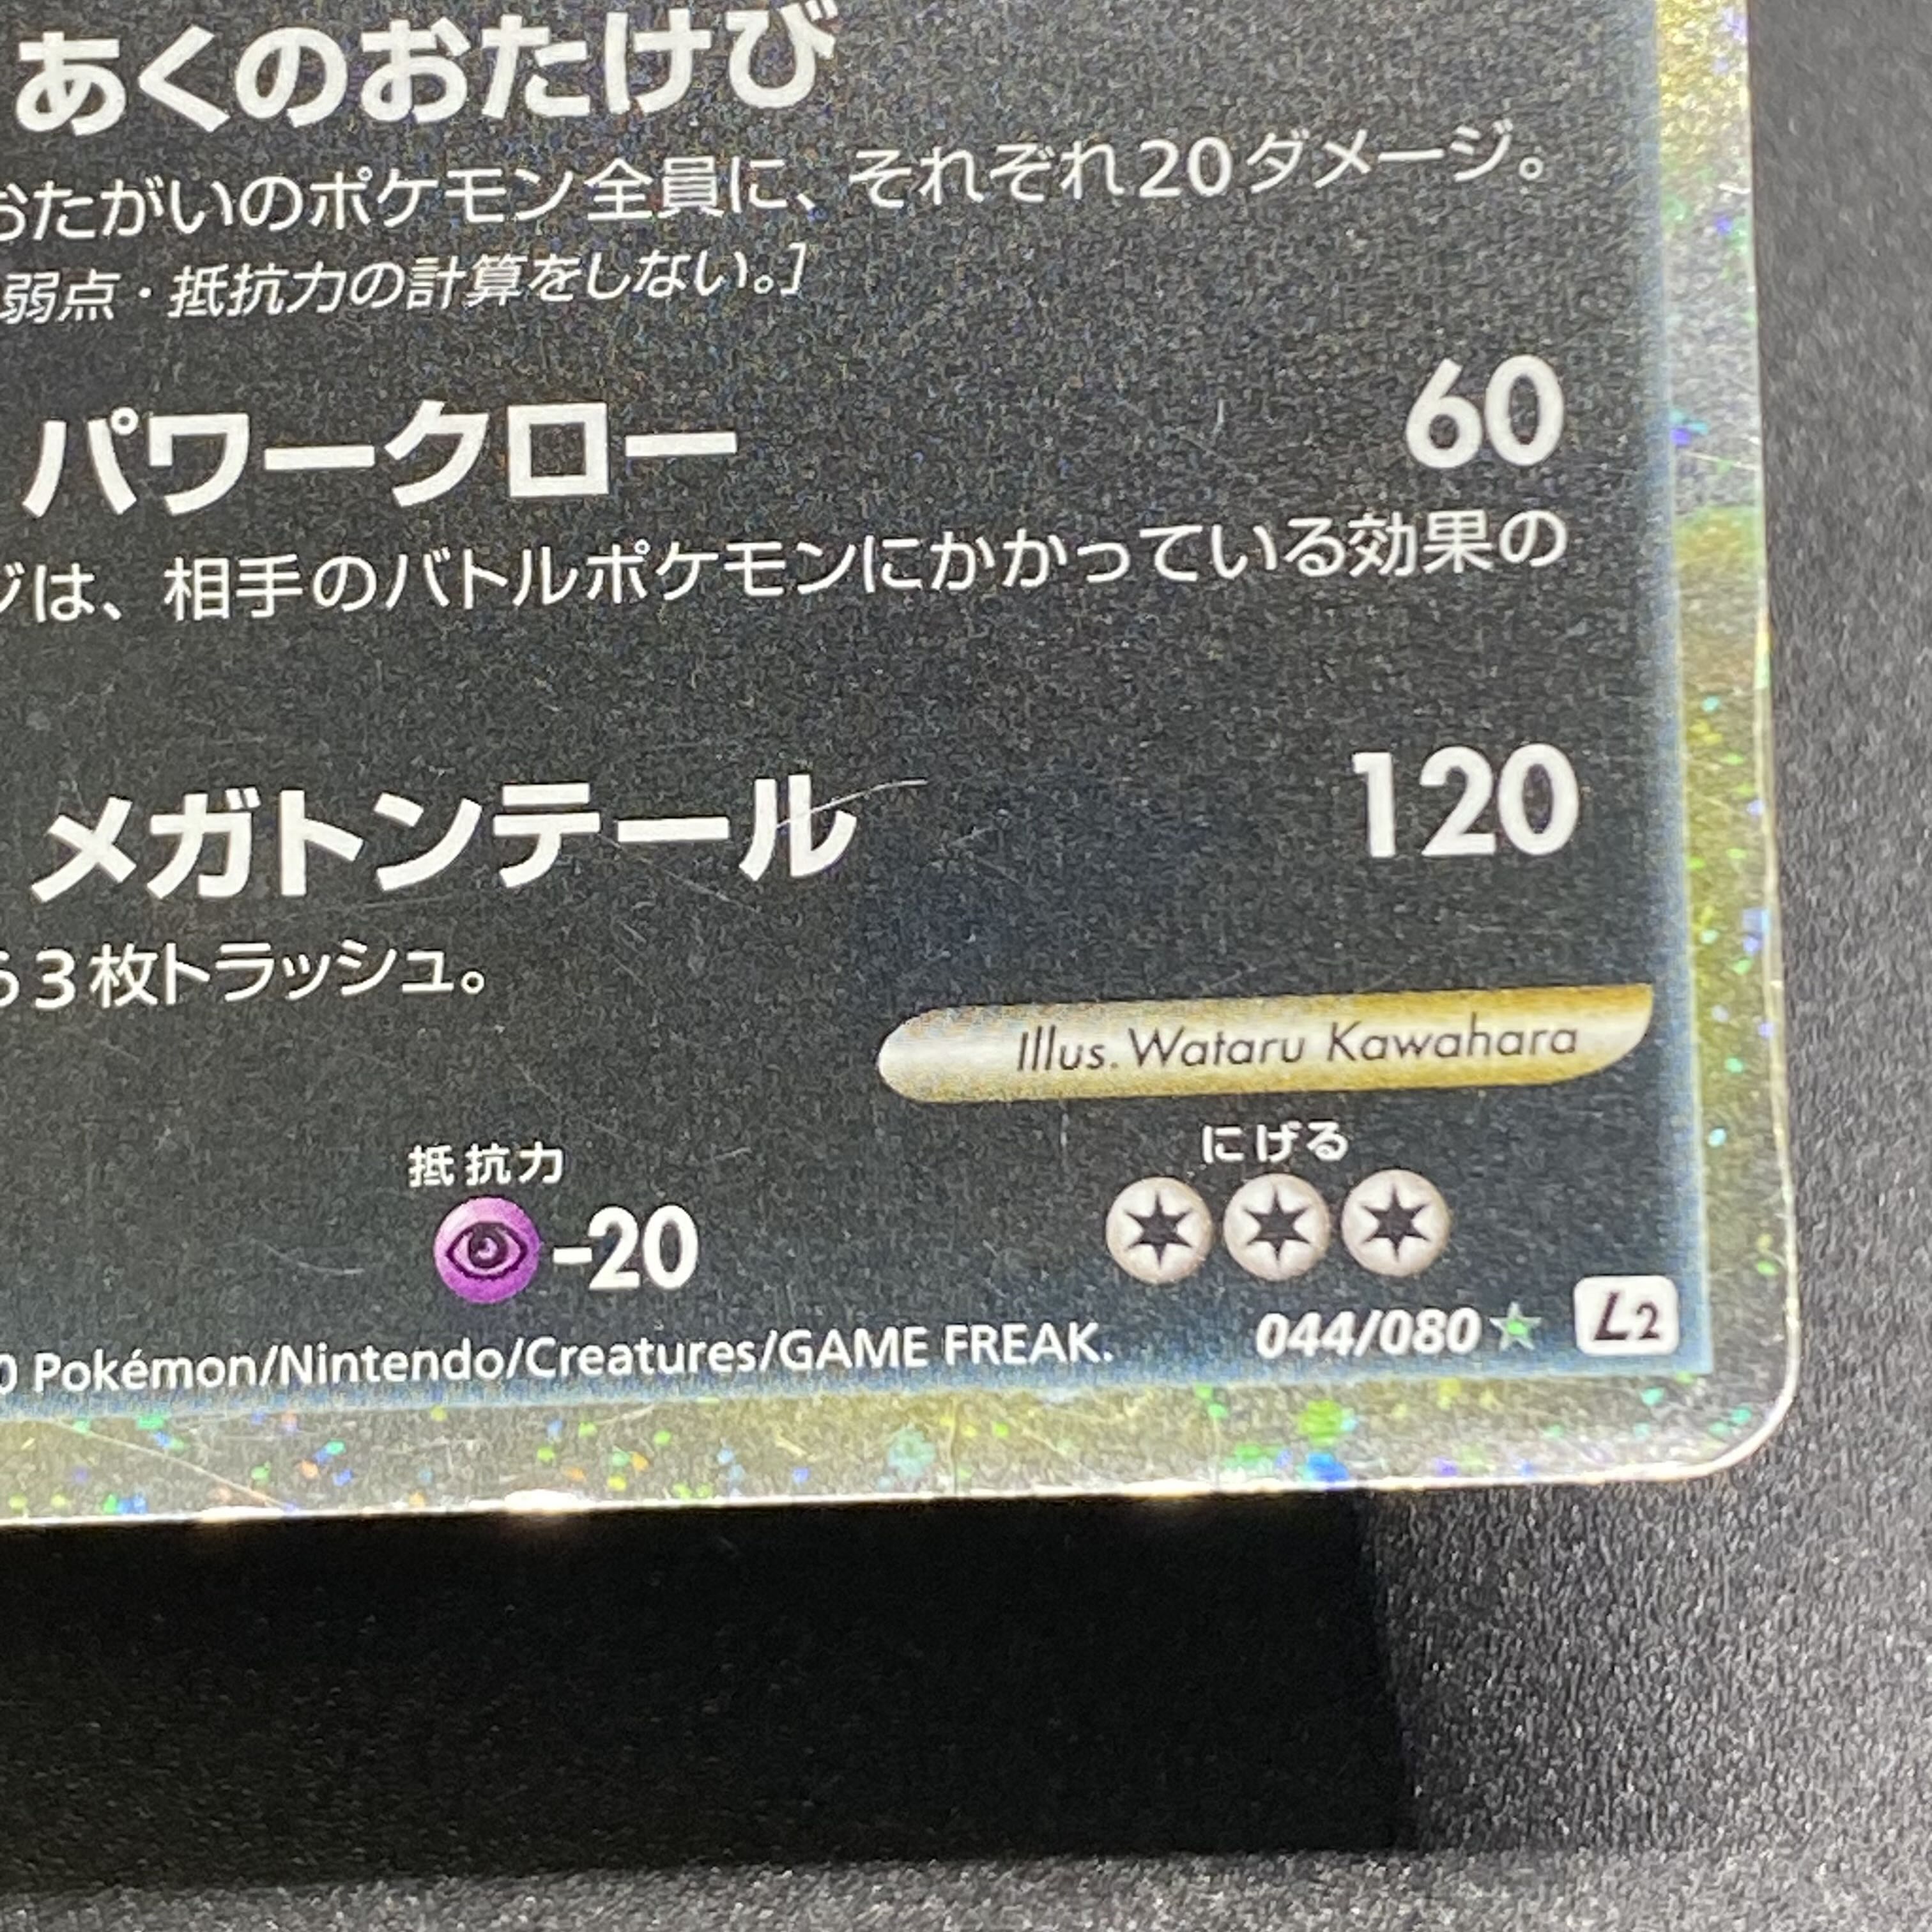 あくのおたけび
おたがいのポケモン全員に、それぞれ20ダメージ。
弱点・抵抗力の計算をしない。]
パワークロー 60
ジは、相手のバトルポケモンにかかっている効果の
メガトンテール 120
ら3枚トラッシュ。
Illus. Wataru Kawahara
抵抗力 にげる
-20
0 Pokémon/Nintendo/Creatures/GAME FREAK. 044/080 ★ L2